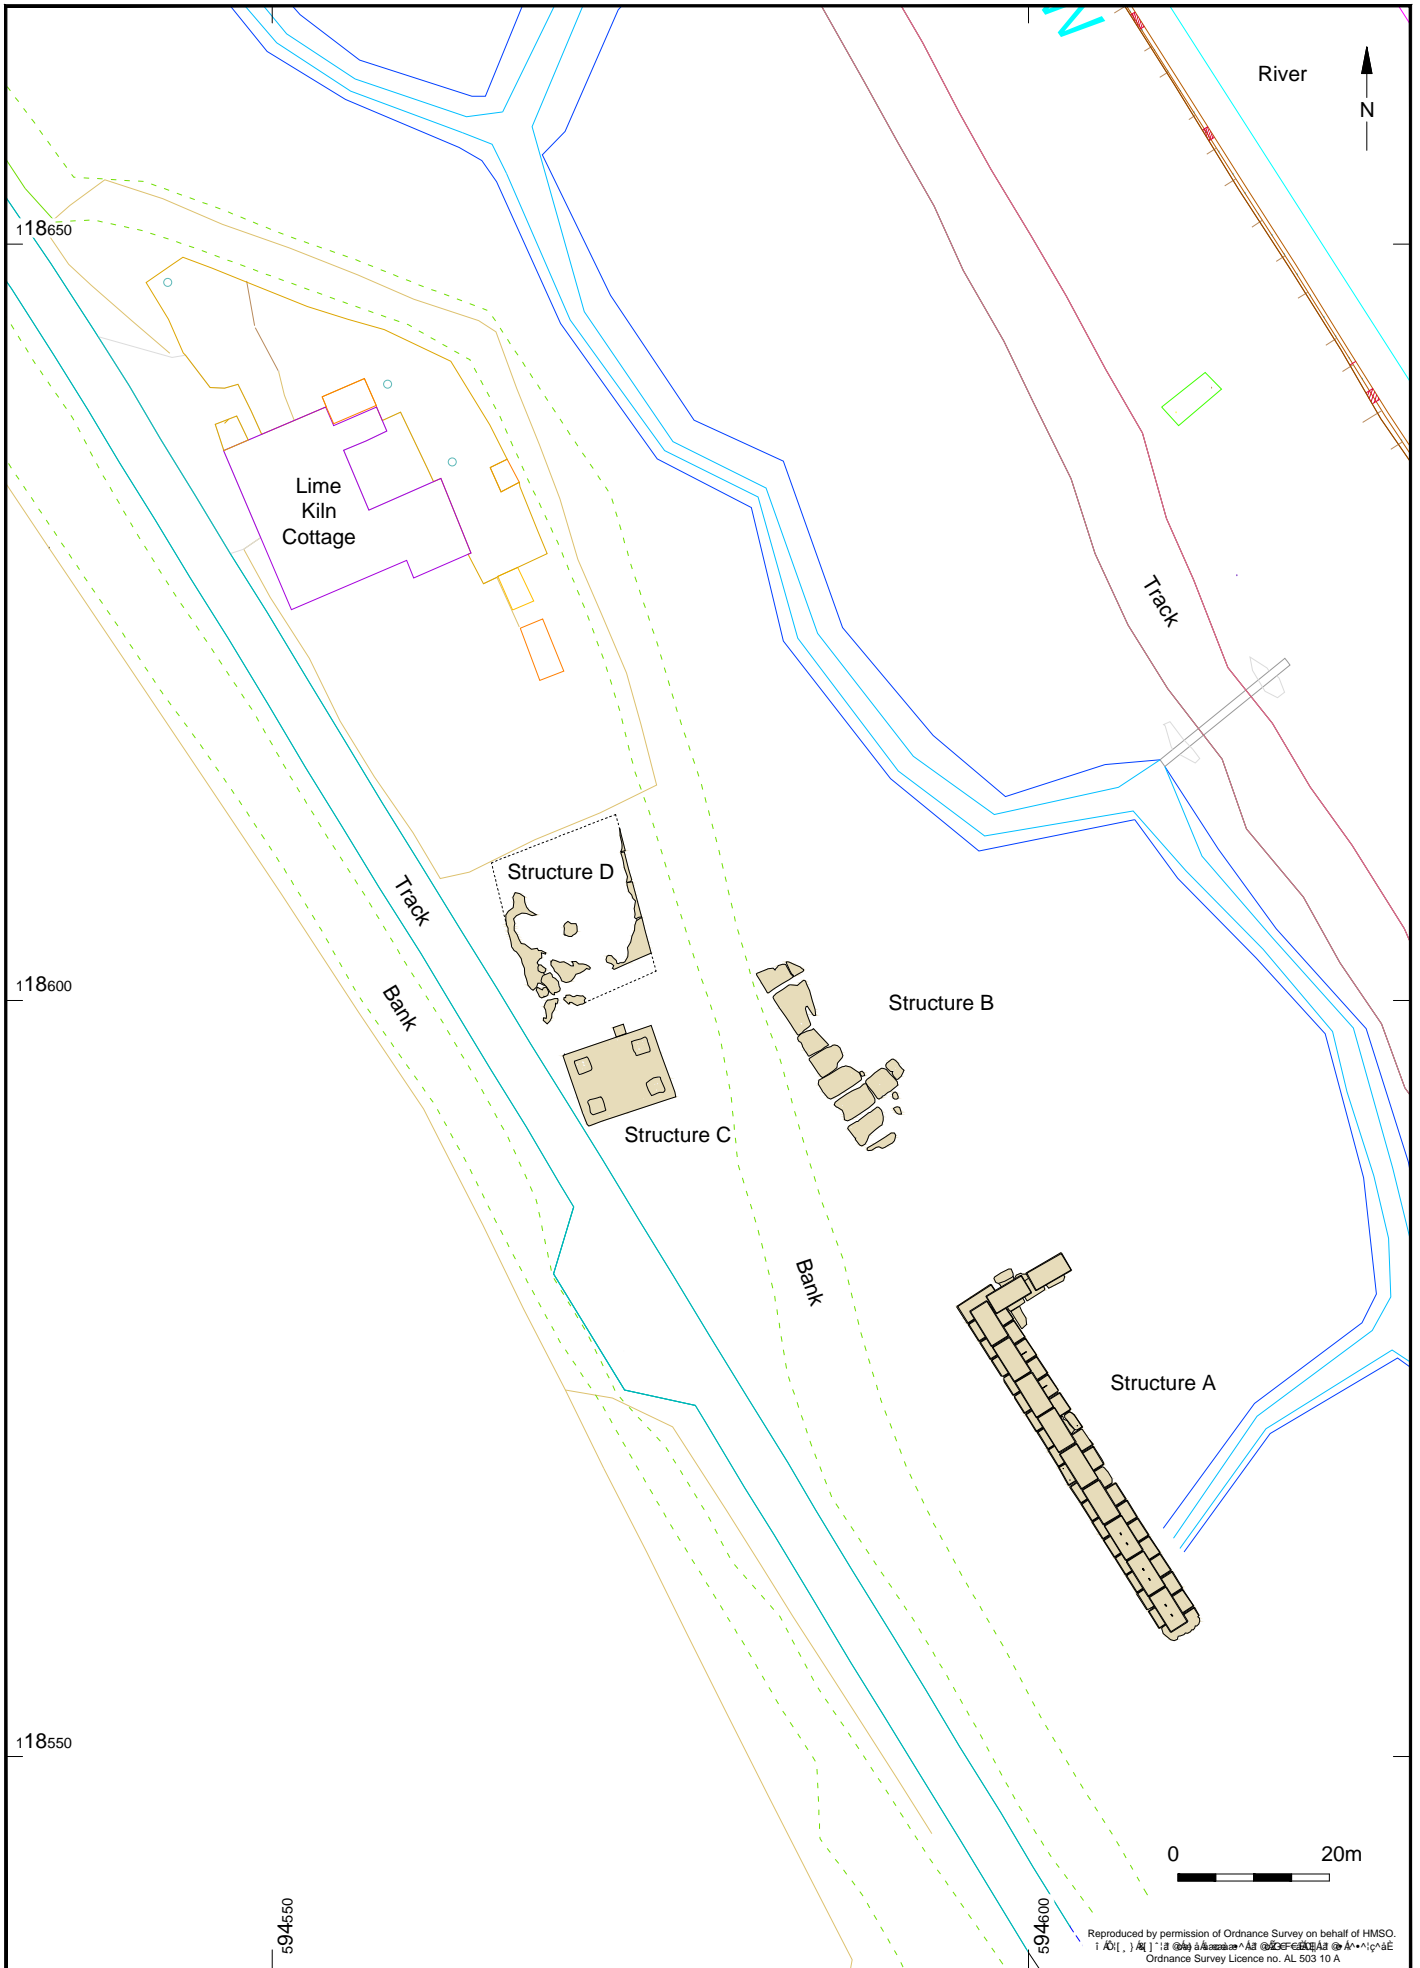 W
River
N
118650
Lime
Kiln
Cottage
Track
Structure D
Track
118600
Structure B
Bank
Structure C
Bank
Structure A
118550
0 20m
594550
594600
Reproduced by permission of Ordnance Survey on behalf of HMSO.
Ordnance Survey Licence no. AL 503 10 A